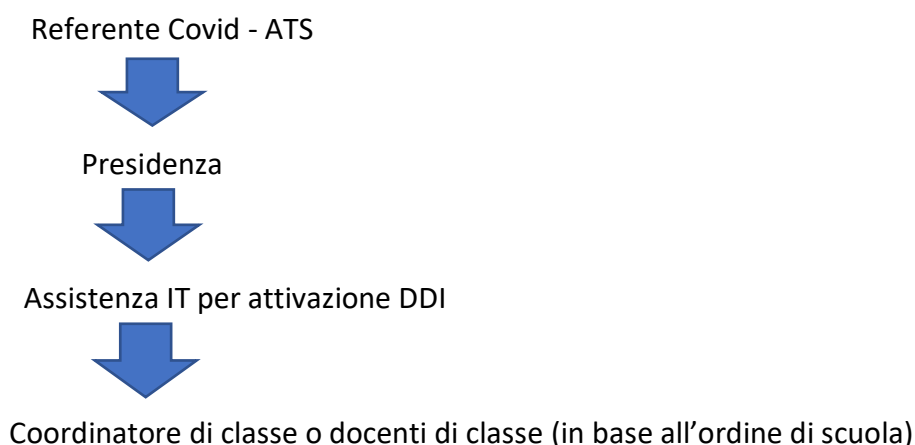 Referente Covid - ATS
Presidenza
Assistenza IT per attivazione DDI
Coordinatore di classe o docenti di classe (in base all’ordine di scuola)